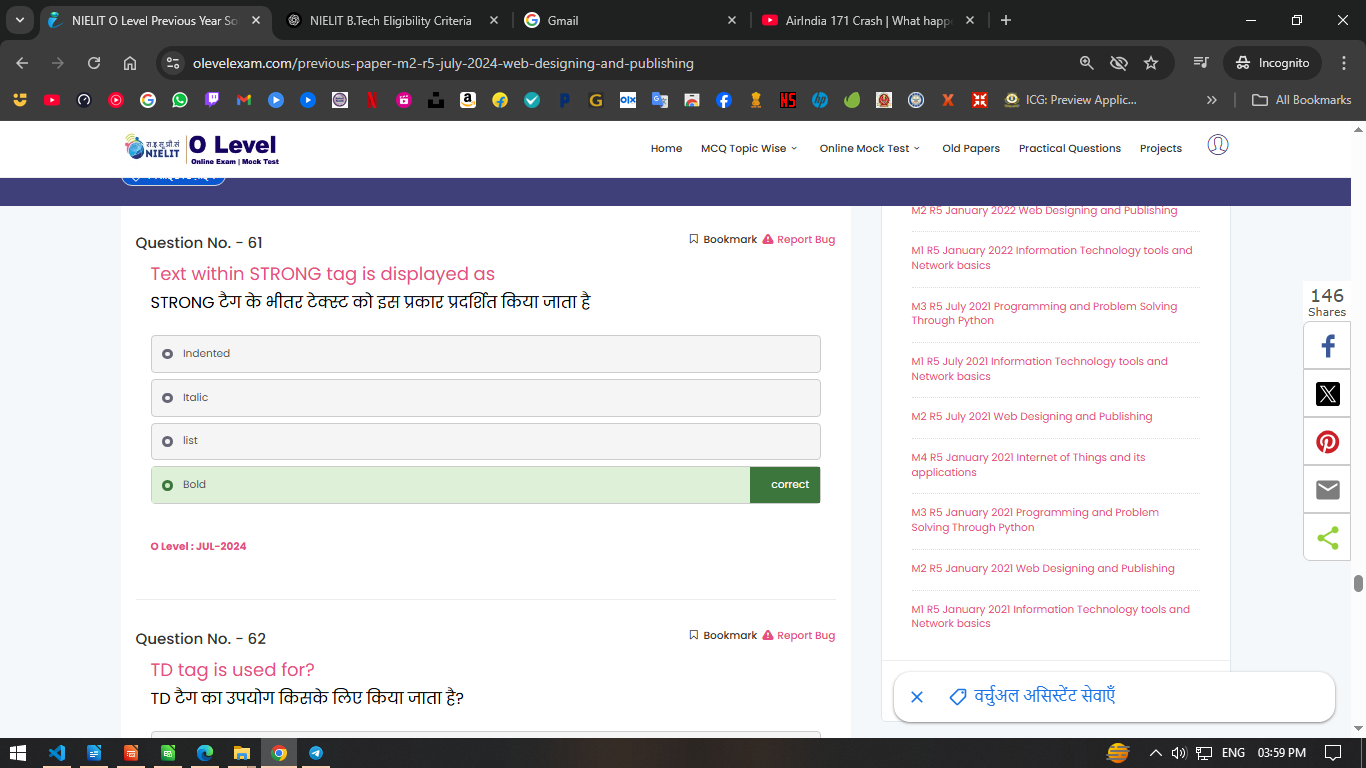 NIELIT O Level Previous Year So
NIELIT B.Tech Eligibility Criteria
Gmail
AirIndia 171 Crash | What happe
olevelexam.com/previous-paper-m2-r5-july-2024-web-designing-and-publishing
Incognito
ICG: Preview Applic...
All Bookmarks
रा.इ.सू.प्रौ.सं
NIELIT
O Level
Online Exam | Mock Test
Home
MCQ Topic Wise
Online Mock Test
Old Papers
Practical Questions
Projects
Question No. - 61
Bookmark
Report Bug
Text within STRONG tag is displayed as
STRONG टैग के भीतर टेक्स्ट को इस प्रकार प्रदर्शित किया जाता है
Indented
Italic
list
Bold
correct
O Level : JUL-2024
Question No. - 62
Bookmark
Report Bug
TD tag is used for?
TD टैग का उपयोग किसके लिए किया जाता है?
M2 R5 January 2022 Web Designing and Publishing
M1 R5 January 2022 Information Technology tools and
Network basics
M3 R5 July 2021 Programming and Problem Solving
Through Python
M1 R5 July 2021 Information Technology tools and
Network basics
M2 R5 July 2021 Web Designing and Publishing
M4 R5 January 2021 Internet of Things and its
applications
M3 R5 January 2021 Programming and Problem
Solving Through Python
M2 R5 January 2021 Web Designing and Publishing
M1 R5 January 2021 Information Technology tools and
Network basics
146
Shares
वर्चुअल असिस्टेंट सेवाएँ
ENG
03:59 PM